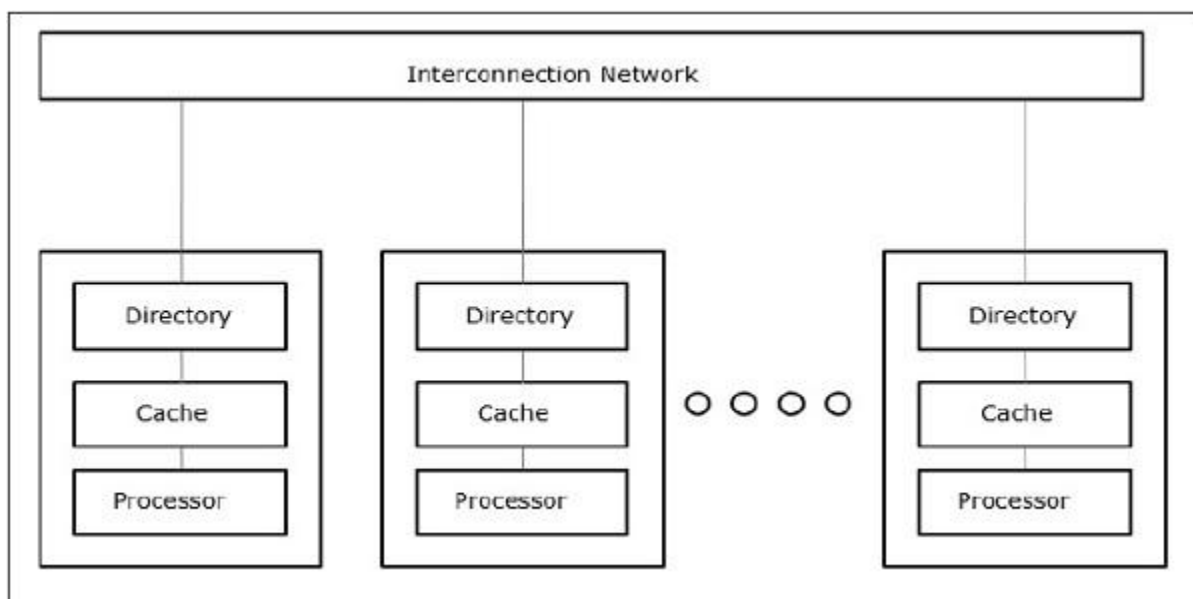 Interconnection Network
Directory
Directory
Directory
Cache
Cache
Cache
Processor
Processor
Processor